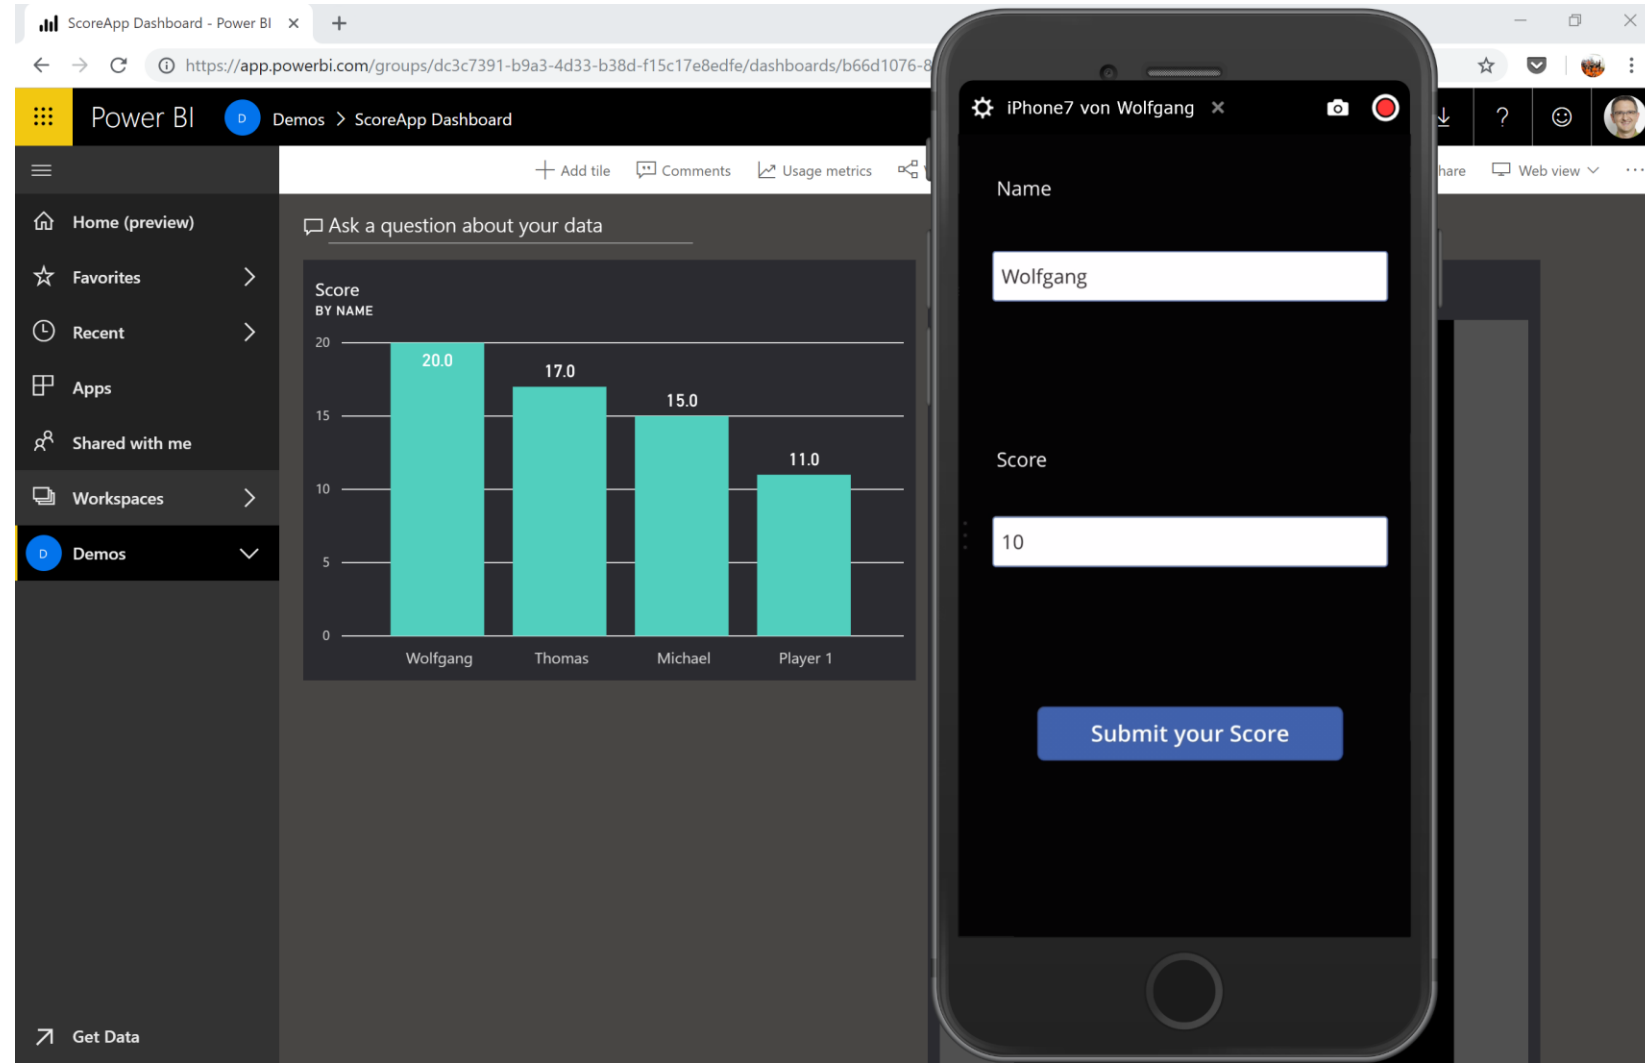 ScoreApp Dashboard - Power BI
https://app.powerbi.com/groups/dc3c7391-b9a3-4d33-b38d-f15c17e8edfe/dashboards/b66d1076-8
Power BI D Demos > ScoreApp Dashboard
Add tile Comments Usage metrics
Web view
Home (preview)
Favorites
Recent
Apps
Shared with me
Workspaces
D Demos
Get Data
Ask a question about your data
Score
BY NAME
20
15
10
5
0
20.0
17.0
15.0
11.0
Wolfgang Thomas Michael Player 1
iPhone7 von Wolfgang
Name
Wolfgang
Score
10
Submit your Score